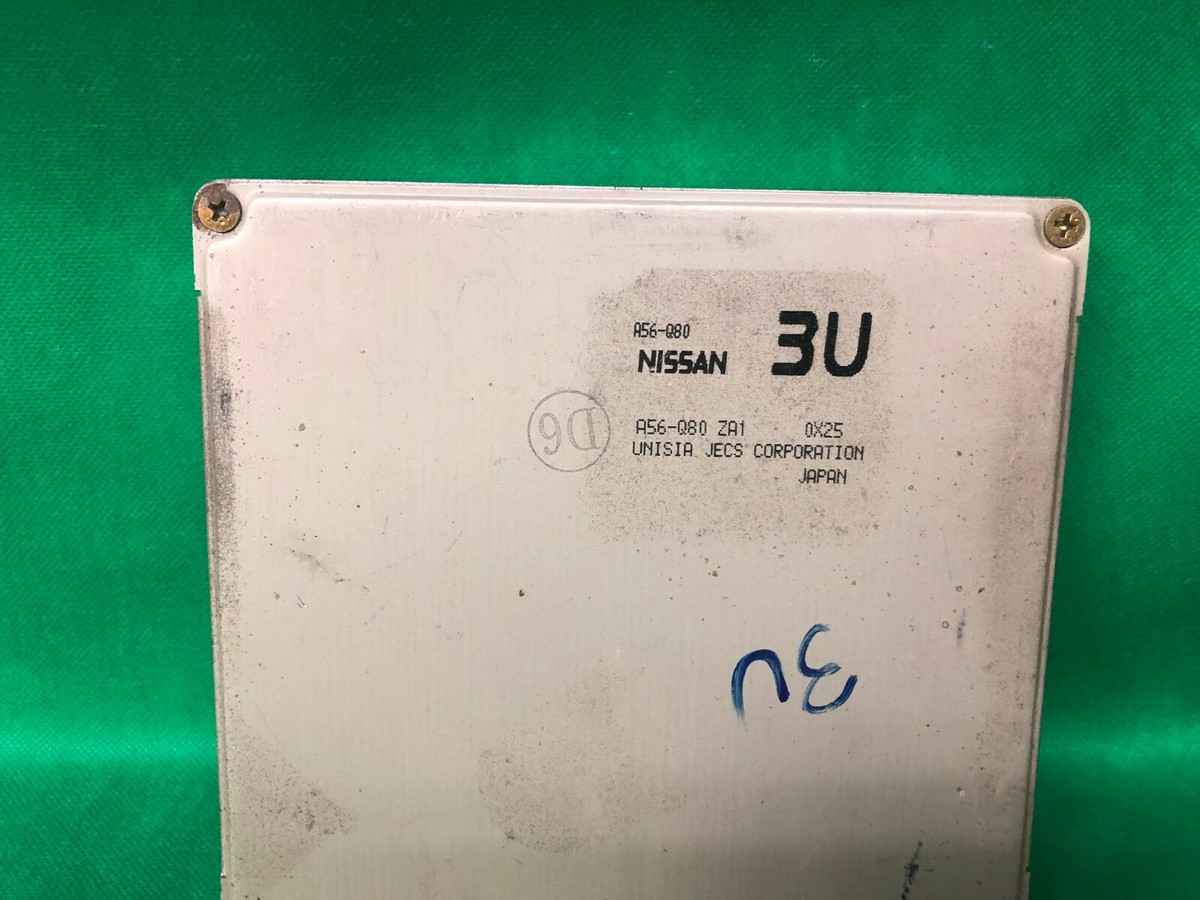 A56-Q80
NISSAN 3U
D6
A56-Q80 ZA1 0X25
UNISIA JECS CORPORATION
JAPAN
3U